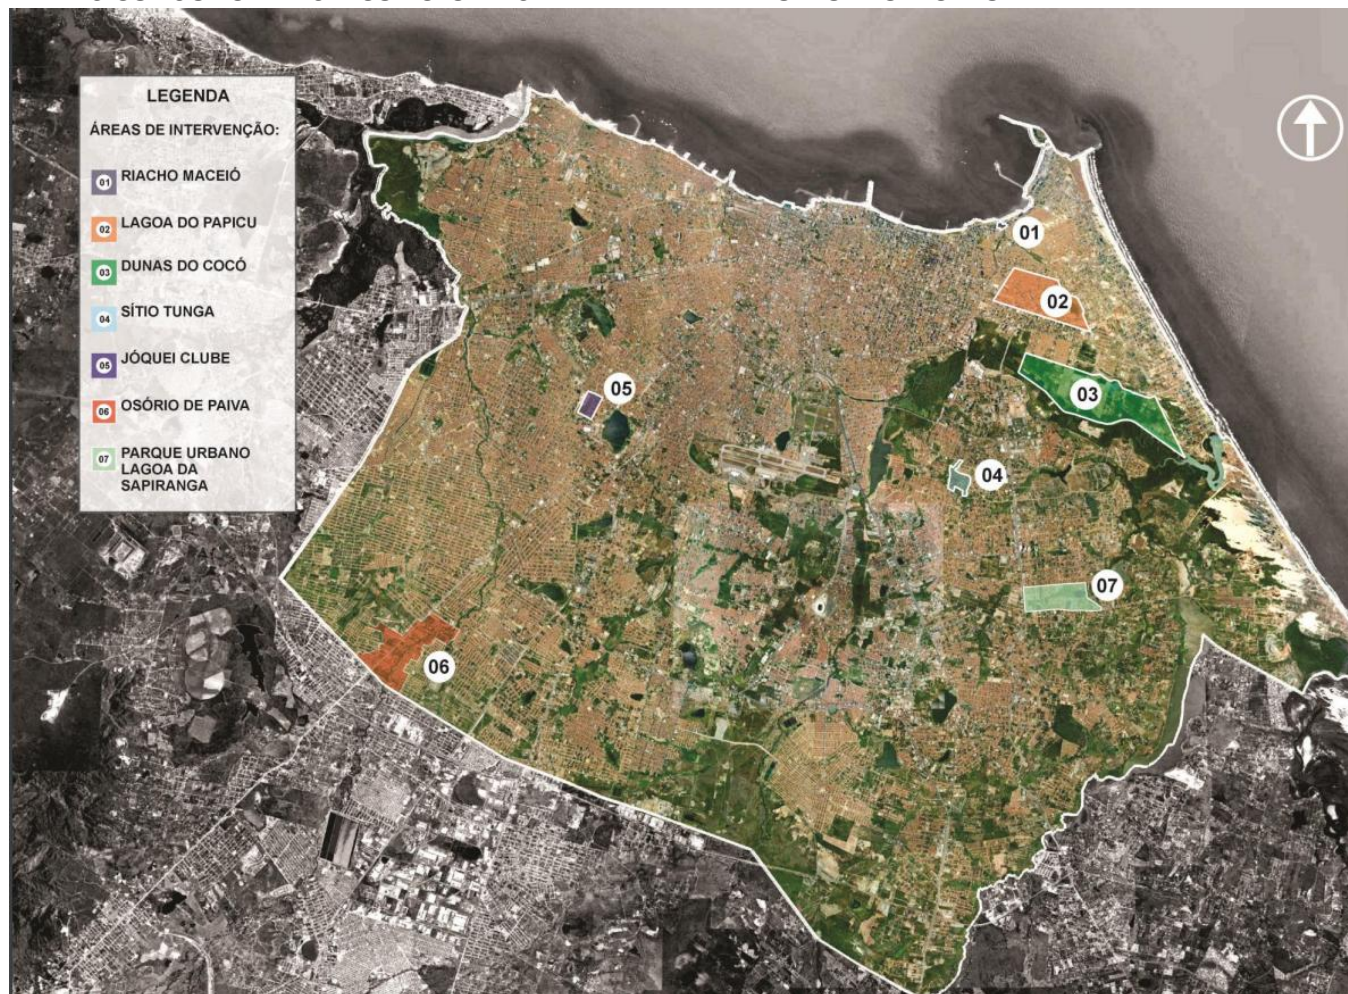 LEGENDA
ÁREAS DE INTERVENÇÃO:
01 RIACHO MACEIÓ
02 LAGOA DO PAPICU
03 DUNAS DO COCÓ
04 SÍTIO TUNGA
05 JÓQUEI CLUBE
06 OSÓRIO DE PAIVA
07 PARQUE URBANO
LAGOA DA
SAPIRANGA
01
02
03
05
04
07
06